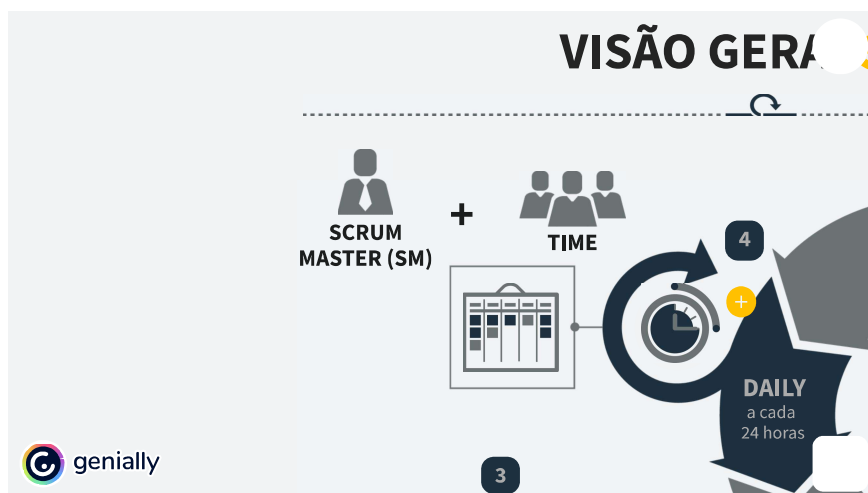 VISÃO GERA
SCRUM
MASTER (SM)
+
TIME
4
+
DAILY
a cada
24 horas
3
genially